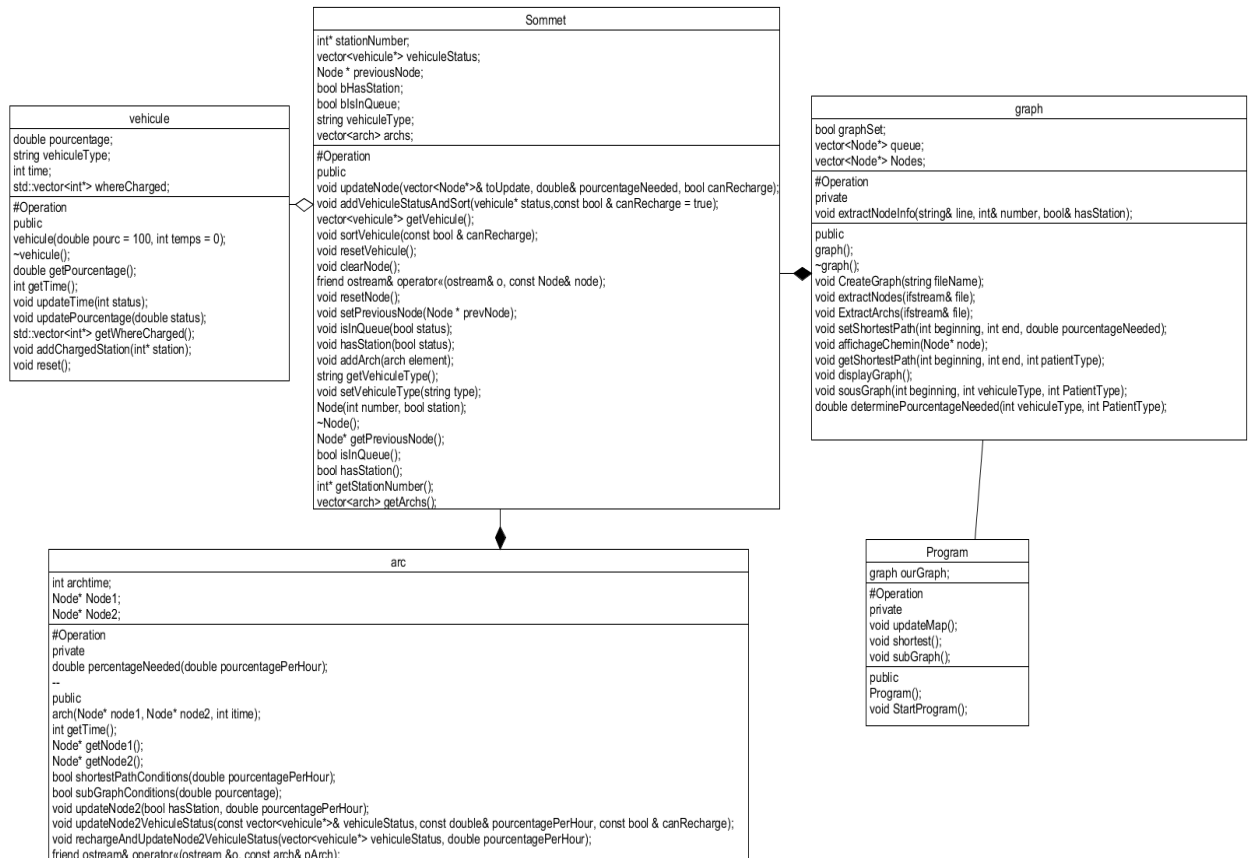 Sommet
int* stationNumber;
vector<vehicule*> vehiculeStatus;
Node * previousNode;
bool bHasStation;
bool bIsInQueue;
string vehiculeType;
vector<arch> archs;
#Operation
public
void updateNode(vector<Node*>& toUpdate, double& pourcentageNeeded, bool canRecharge);
void addVehiculeStatusAndSort(vehicule* status,const bool & canRecharge = true);
vector<vehicule*> getVehicule();
void sortVehicule(const bool & canRecharge);
void resetVehicule();
void clearNode();
friend ostream& operator«(ostream& o, const Node& node);
void resetNode();
void setPreviousNode(Node * prevNode);
void isInQueue(bool status);
void hasStation(bool status);
void addArch(arch element);
string getVehiculeType();
void setVehiculeType(string type);
Node(int number, bool station);
~Node();
Node* getPreviousNode();
bool isInQueue();
bool hasStation();
int* getStationNumber();
vector<arch> getArchs();
vehicule
double pourcentage;
string vehiculeType;
int time;
std::vector<int*> whereCharged;
#Operation
public
vehicule(double pourc = 100, int temps = 0);
~vehicule();
double getPourcentage();
int getTime();
void updateTime(int status);
void updatePourcentage(double status);
std::vector<int*> getWhereCharged();
void addChargedStation(int* station);
void reset();
graph
bool graphSet;
vector<Node*> queue;
vector<Node*> Nodes;
#Operation
private
void extractNodeInfo(string& line, int& number, bool& hasStation);
public
graph();
~graph();
void CreateGraph(string fileName);
void extractNodes(ifstream& file);
void ExtractArchs(ifstream& file);
void setShortestPath(int beginning, int end, double pourcentageNeeded);
void affichageChemin(Node* node);
void getShortestPath(int beginning, int end, int patientType);
void displayGraph();
void sousGraph(int beginning, int vehiculeType, int PatientType);
double determinePourcentageNeeded(int vehiculeType, int PatientType);
arc
int archtime;
Node* Node1;
Node* Node2;
#Operation
private
double percentageNeeded(double pourcentagePerHour);
--
public
arch(Node* node1, Node* node2, int itime);
int getTime();
Node* getNode1();
Node* getNode2();
bool shortestPathConditions(double pourcentagePerHour);
bool subGraphConditions(double pourcentage);
void updateNode2(bool hasStation, double pourcentagePerHour);
void updateNode2VehiculeStatus(const vector<vehicule*>& vehiculeStatus, const double& pourcentagePerHour, const bool & canRecharge);
void rechargeAndUpdateNode2VehiculeStatus(vector<vehicule*> vehiculeStatus, double pourcentagePerHour);
friend ostream& operator«(ostream &o, const arch& pArch);
Program
graph ourGraph;
#Operation
private
void updateMap();
void shortest();
void subGraph();
public
Program();
void StartProgram();